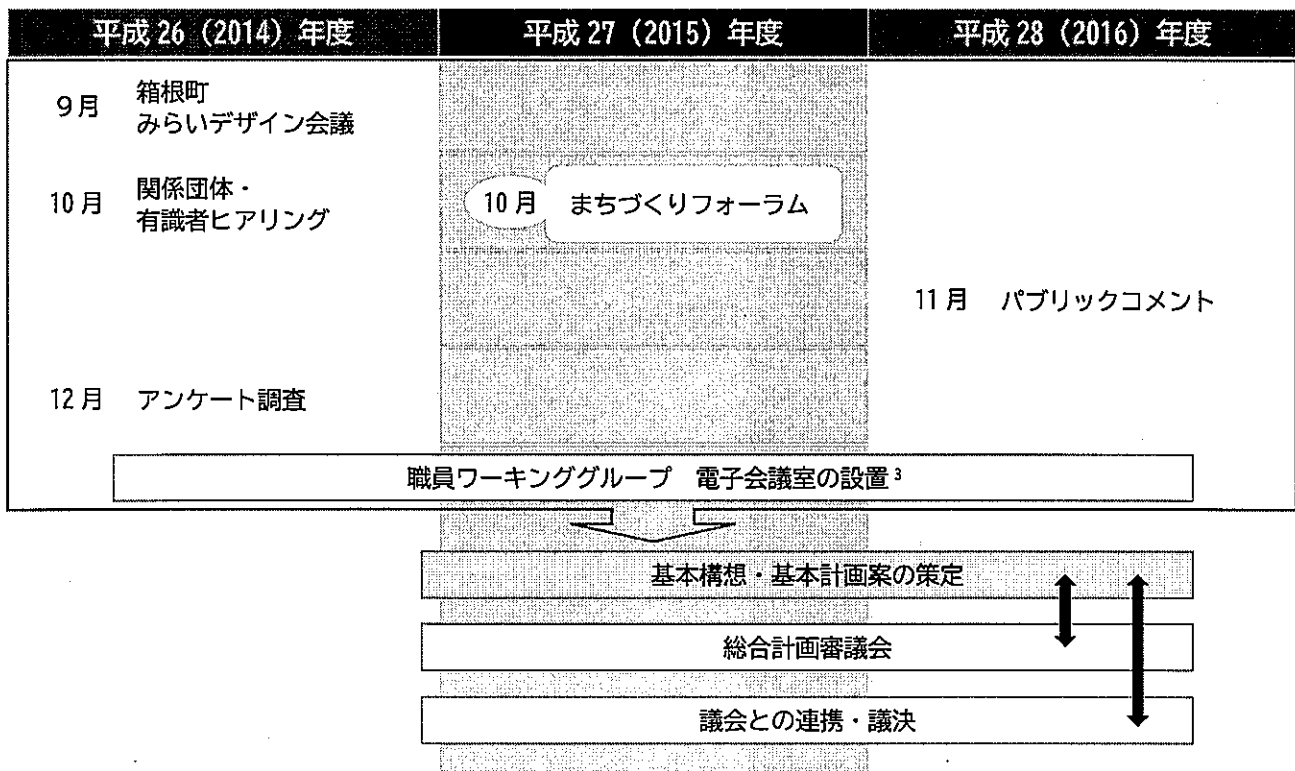 平成 26（2014）年度
平成 27（2015）年度
平成 28（2016）年度
9月
箱根町
みらいデザイン会議
10月
関係団体・
有識者ヒアリング
12月
アンケート調査
10月
まちづくりフォーラム
11月
パブリックコメント
職員ワーキンググループ　電子会議室の設置³
基本構想・基本計画案の策定
総合計画審議会
議会との連携・議決